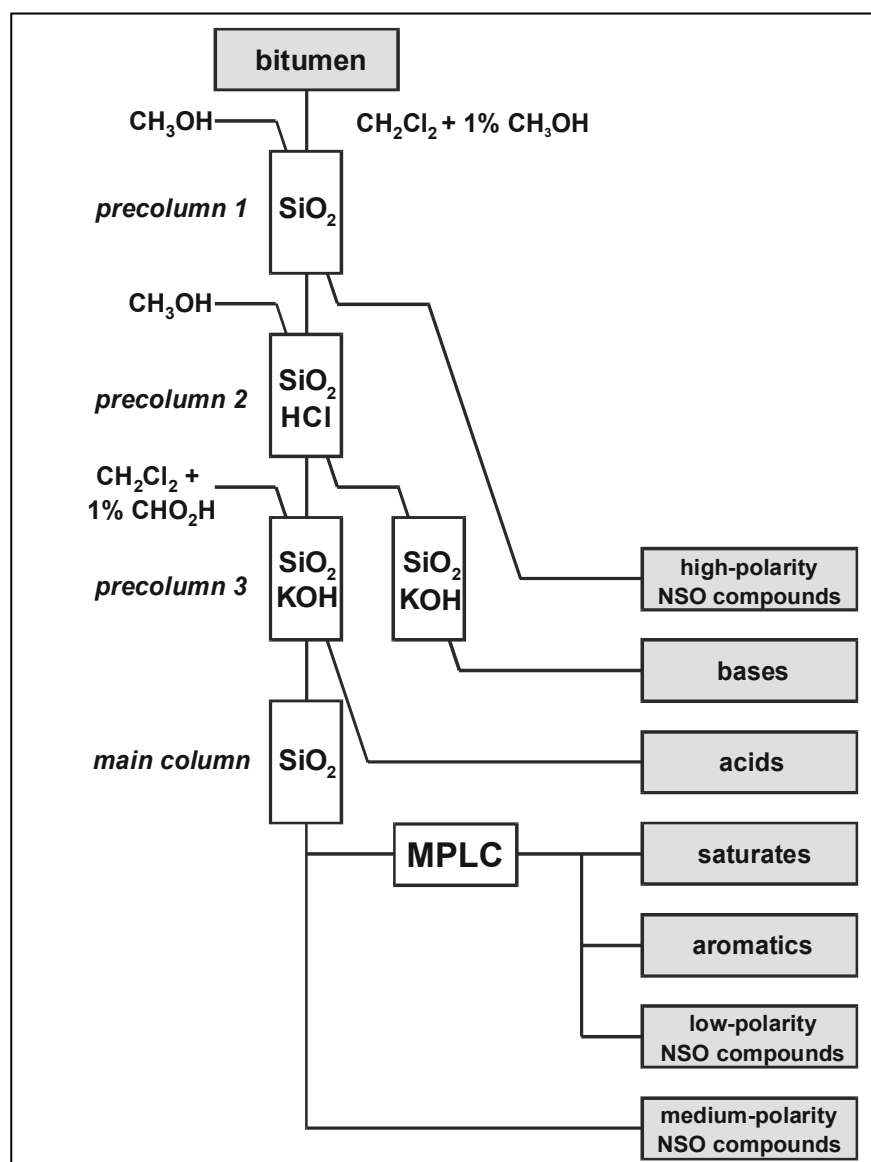 bitumen
CH₃OH
CH₂Cl₂ + 1% CH₃OH
precolumn 1
SiO₂
CH₃OH
precolumn 2
SiO₂
HCl
CH₂Cl₂ +
1% CHO₂H
precolumn 3
SiO₂
KOH
SiO₂
KOH
high-polarity
NSO compounds
bases
main column
SiO₂
acids
MPLC
saturates
aromatics
low-polarity
NSO compounds
medium-polarity
NSO compounds